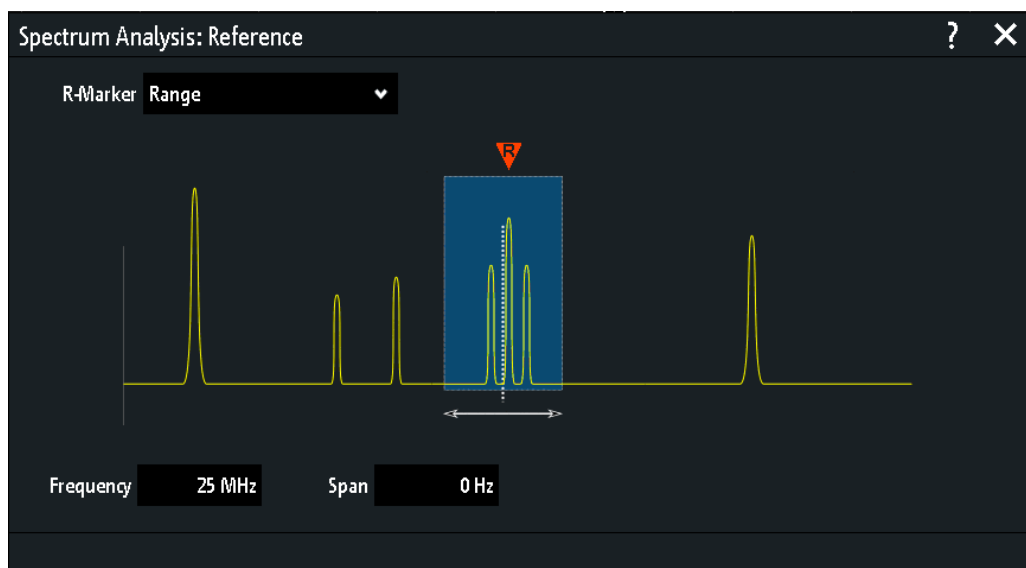 Spectrum Analysis: Reference ? X
R-Marker Range
R
Frequency 25 MHz Span 0 Hz